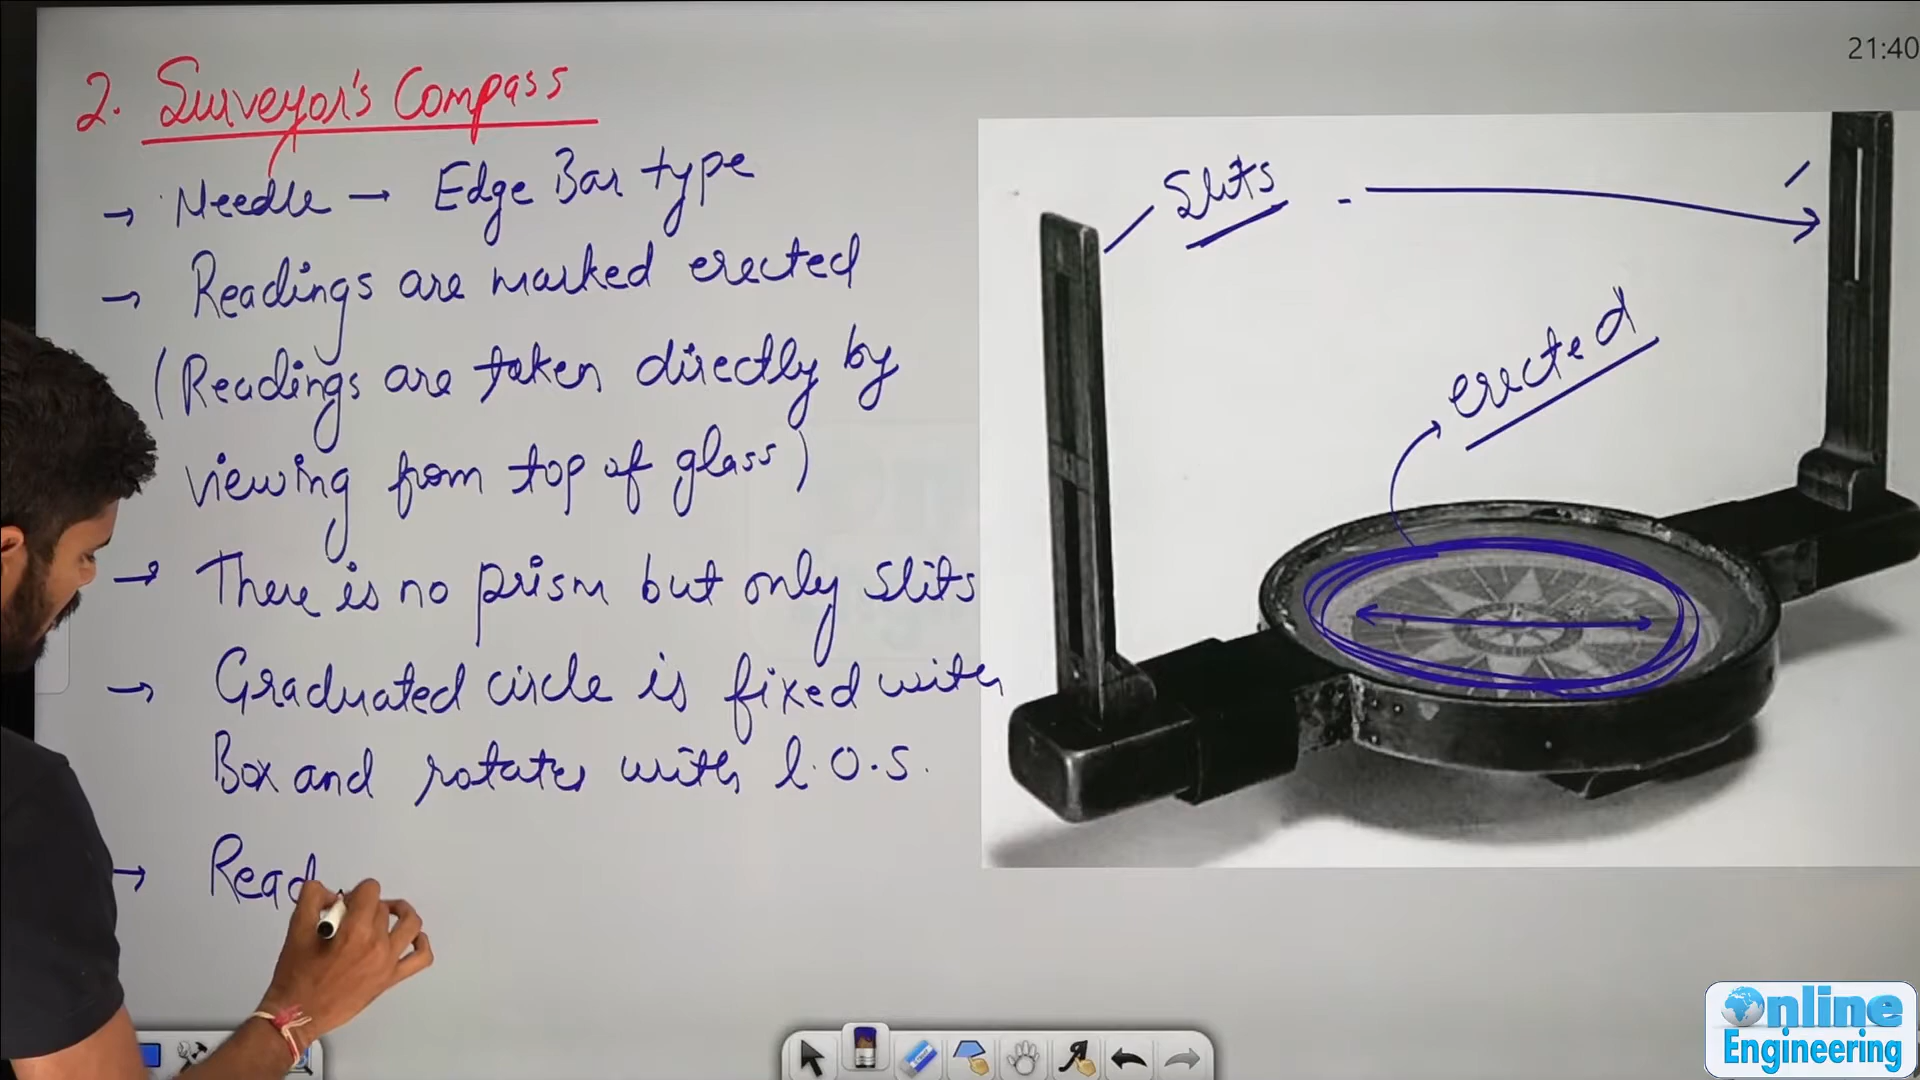 21:40
2. Surveyor's Compass
→ Needle → Edge Bar type
→ Readings are marked erected
(Readings are taken directly by
viewing from top of glass)
→ There is no prism but only Slits
→ Graduated circle is fixed with
Box and rotates with L.O.S.
→ Read
Slits
erected
Online
Engineering